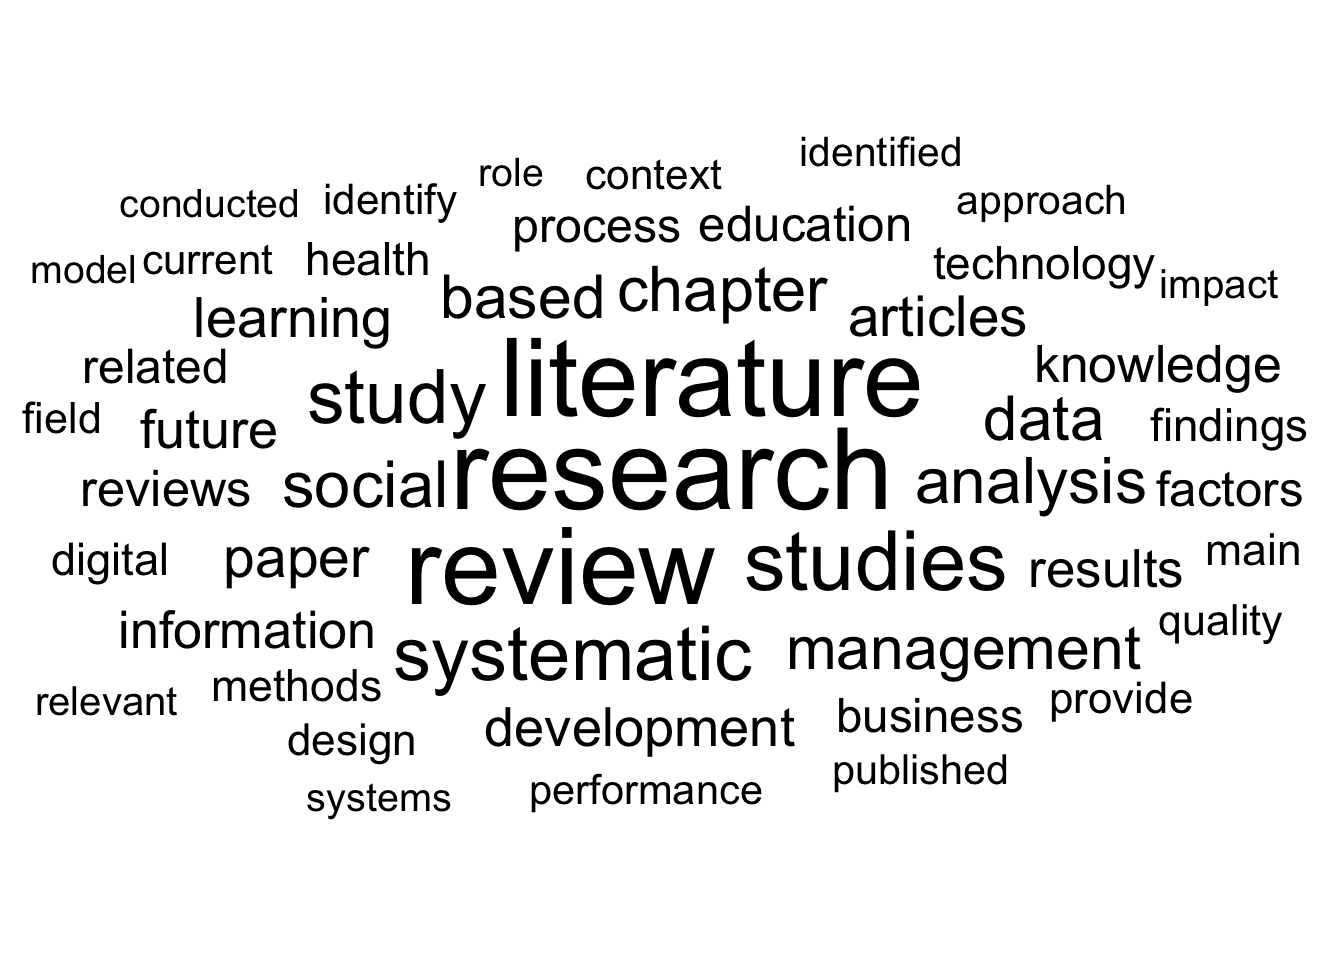 identified
role context
conducted identify approach
process education
model current health technology impact
learning based chapter articles
related study literature knowledge
field future data findings
reviews social research analysis factors
digital paper review studies results main
information systematic management quality
relevant methods provide
design development business
systems performance published